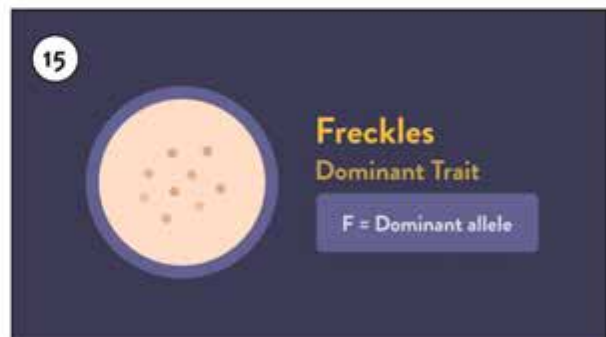 15
Freckles
Dominant Trait
F = Dominant allele